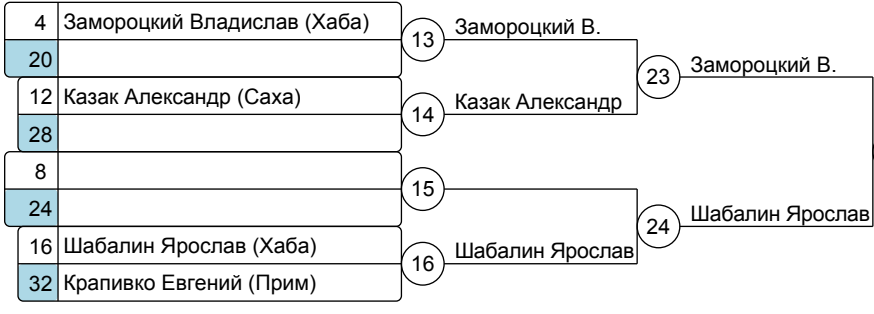 4 Замороцкий Владислав (Хаба)
20
13 Замороцкий В.
12 Казак Александр (Саха)
28
14 Казак Александр
23 Замороцкий В.
8
24
15
16 Шабалин Ярослав (Хаба)
32 Крапивко Евгений (Прим)
16 Шабалин Ярослав
24 Шабалин Ярослав